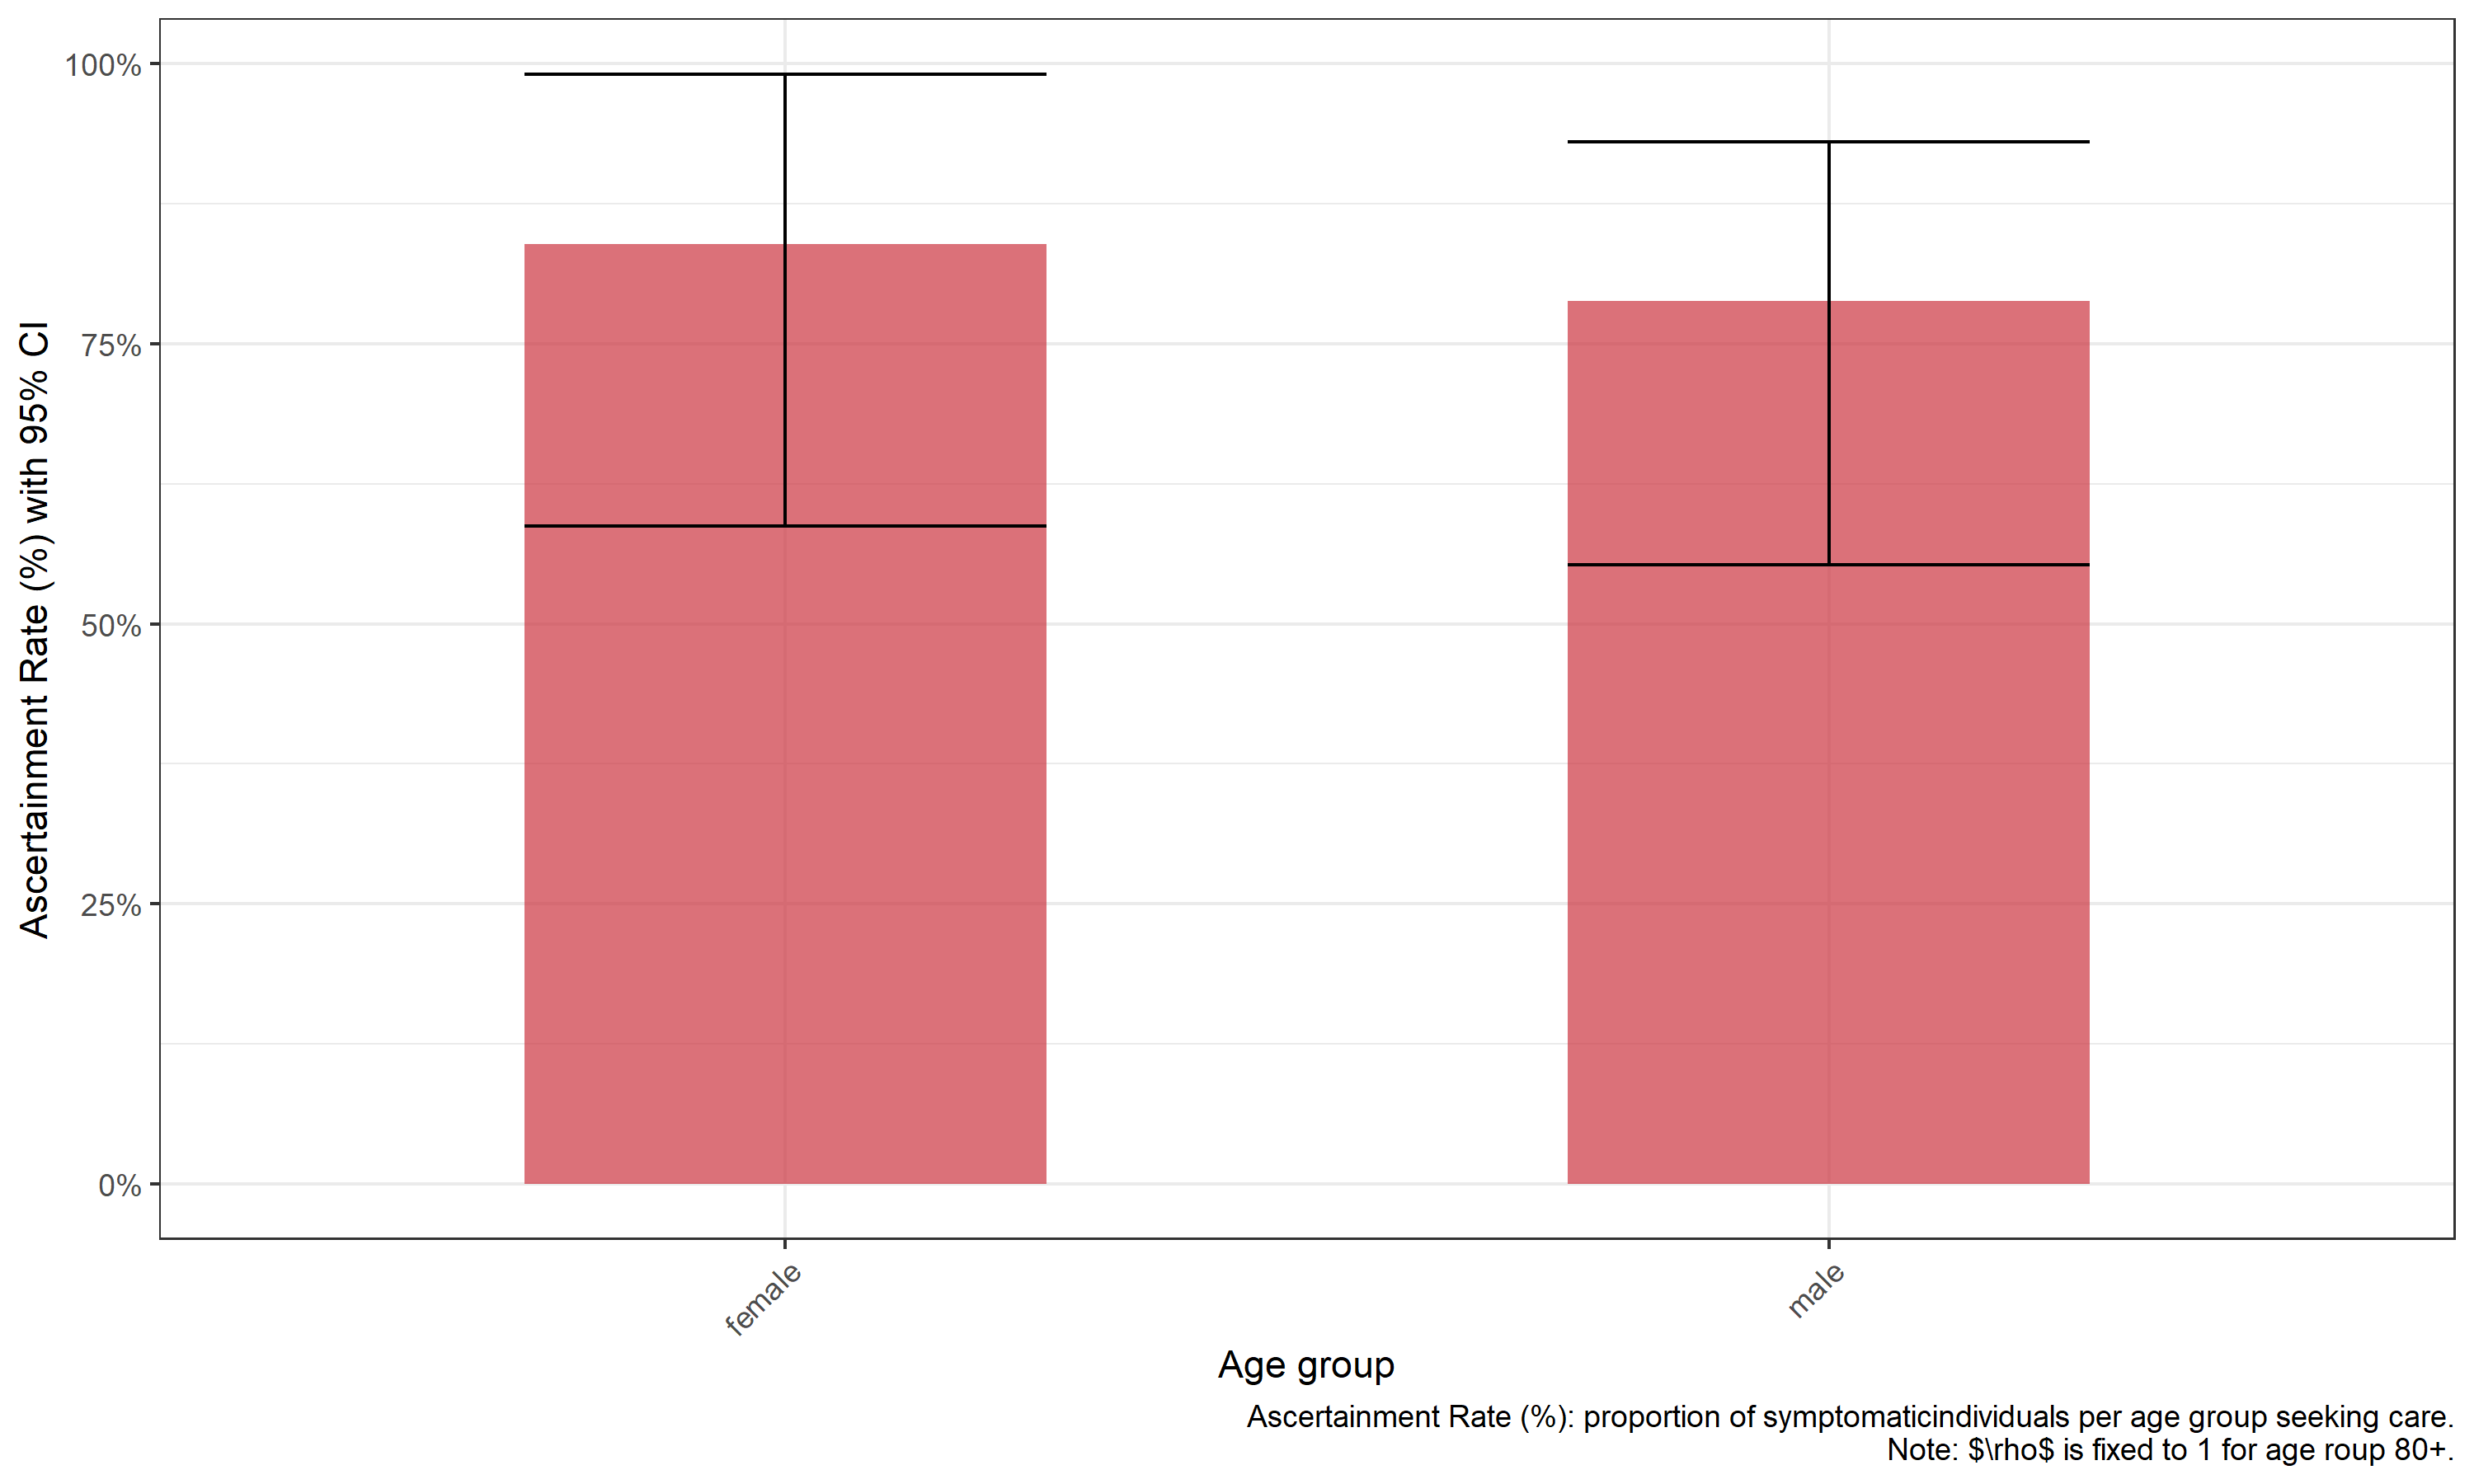 Ascertainment Rate (%) with 95% CI
100%
75%
50%
25%
0%
female
male
Age group
Ascertainment Rate (%): proportion of symptomaticindividuals per age group seeking care.
Note: $\rho$ is fixed to 1 for age roup 80+.